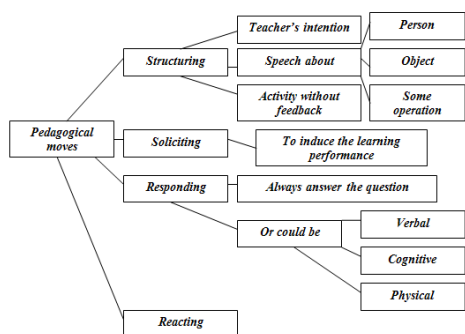 Teacher's intention
Person
Structuring
Speech about
Object
Activity without
feedback
Some
operation
Pedagogical
moves
Soliciting
To induce the learning
performance
Responding
Always answer the question
Or could be
Verbal
Cognitive
Physical
Reacting